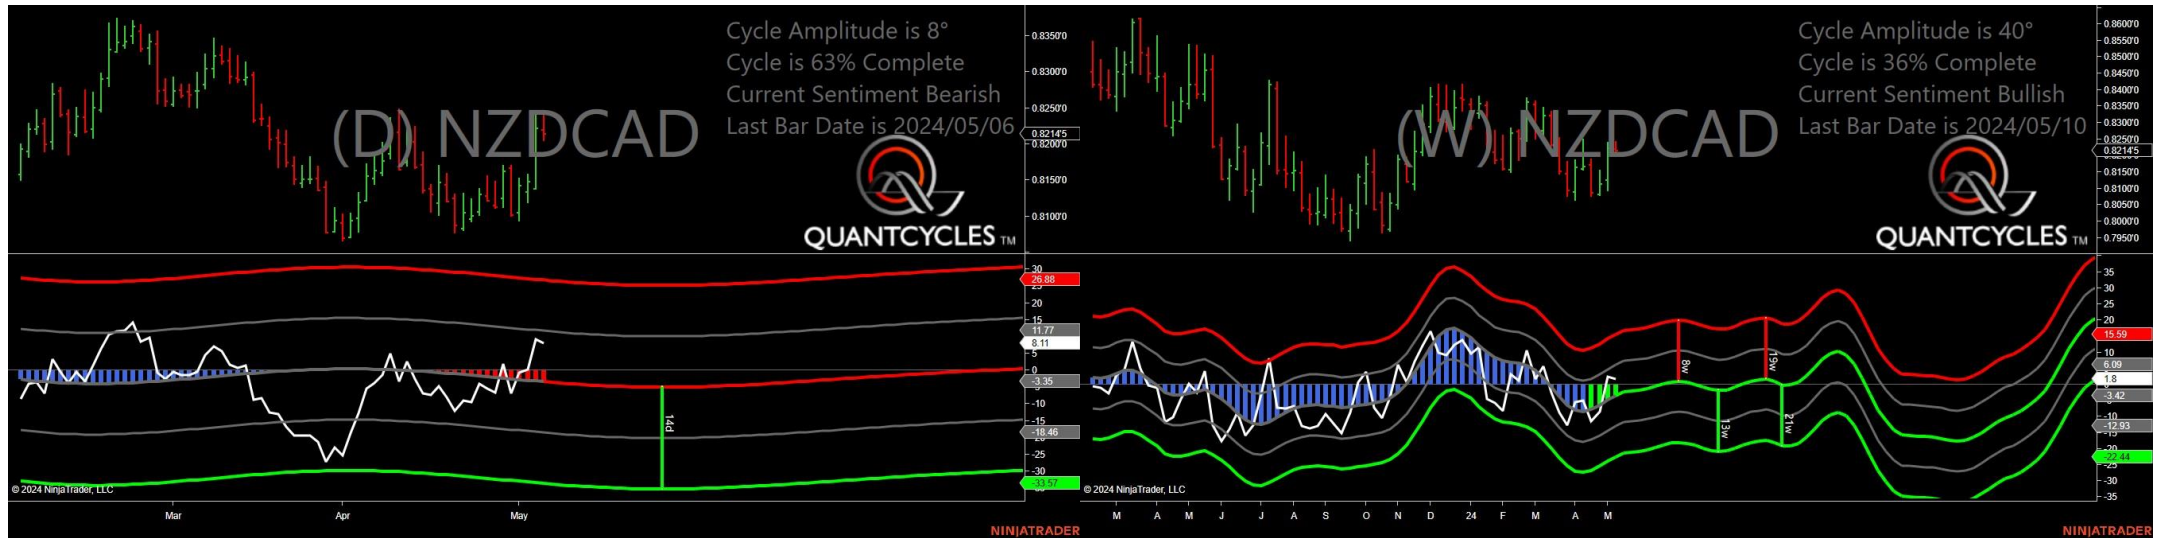 Cycle Amplitude is 8°
Cycle is 63% Complete
Current Sentiment Bearish
Last Bar Date is 2024/05/06
(D) NZDCAD
QUANTCYCLES TM
0.8350'0
0.8300'0
0.8250'0
0.8214'5
0.8200'0
0.8150'0
0.8100'0
30
26.88
20
15
11.77
8.11
5
0
-3.35
-10
-15
-18.46
-25
-30
-33.57
14d
© 2024 NinjaTrader, LLC
Mar Apr May
NINJATRADER
Cycle Amplitude is 40°
Cycle is 36% Complete
Current Sentiment Bullish
Last Bar Date is 2024/05/10
(W) NZDCAD
QUANTCYCLES TM
0.8600'0
0.8550'0
0.8500'0
0.8450'0
0.8400'0
0.8350'0
0.8300'0
0.8250'0
0.8214'5
0.8150'0
0.8100'0
0.8050'0
0.8000'0
0.7950'0
35
30
25
20
15.59
10
6.09
1.8
-3.42
-10
-12.93
-22.44
-25
-30
-35
8w
19w
21w
© 2024 NinjaTrader, LLC
M A M J J A S O N D 24 F M A M
NINJATRADER